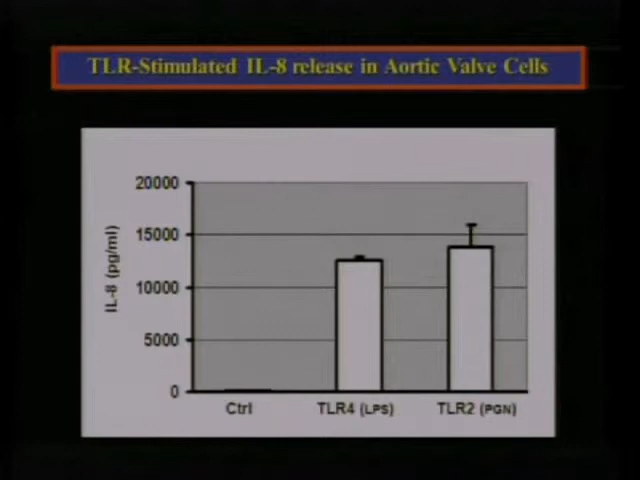 TLR-Stimulated IL-8 release in Aortic Valve Cells
20000
15000
10000
5000
0
IL-8 (pg/ml)
Ctrl TLR4 (LPS) TLR2 (PGN)